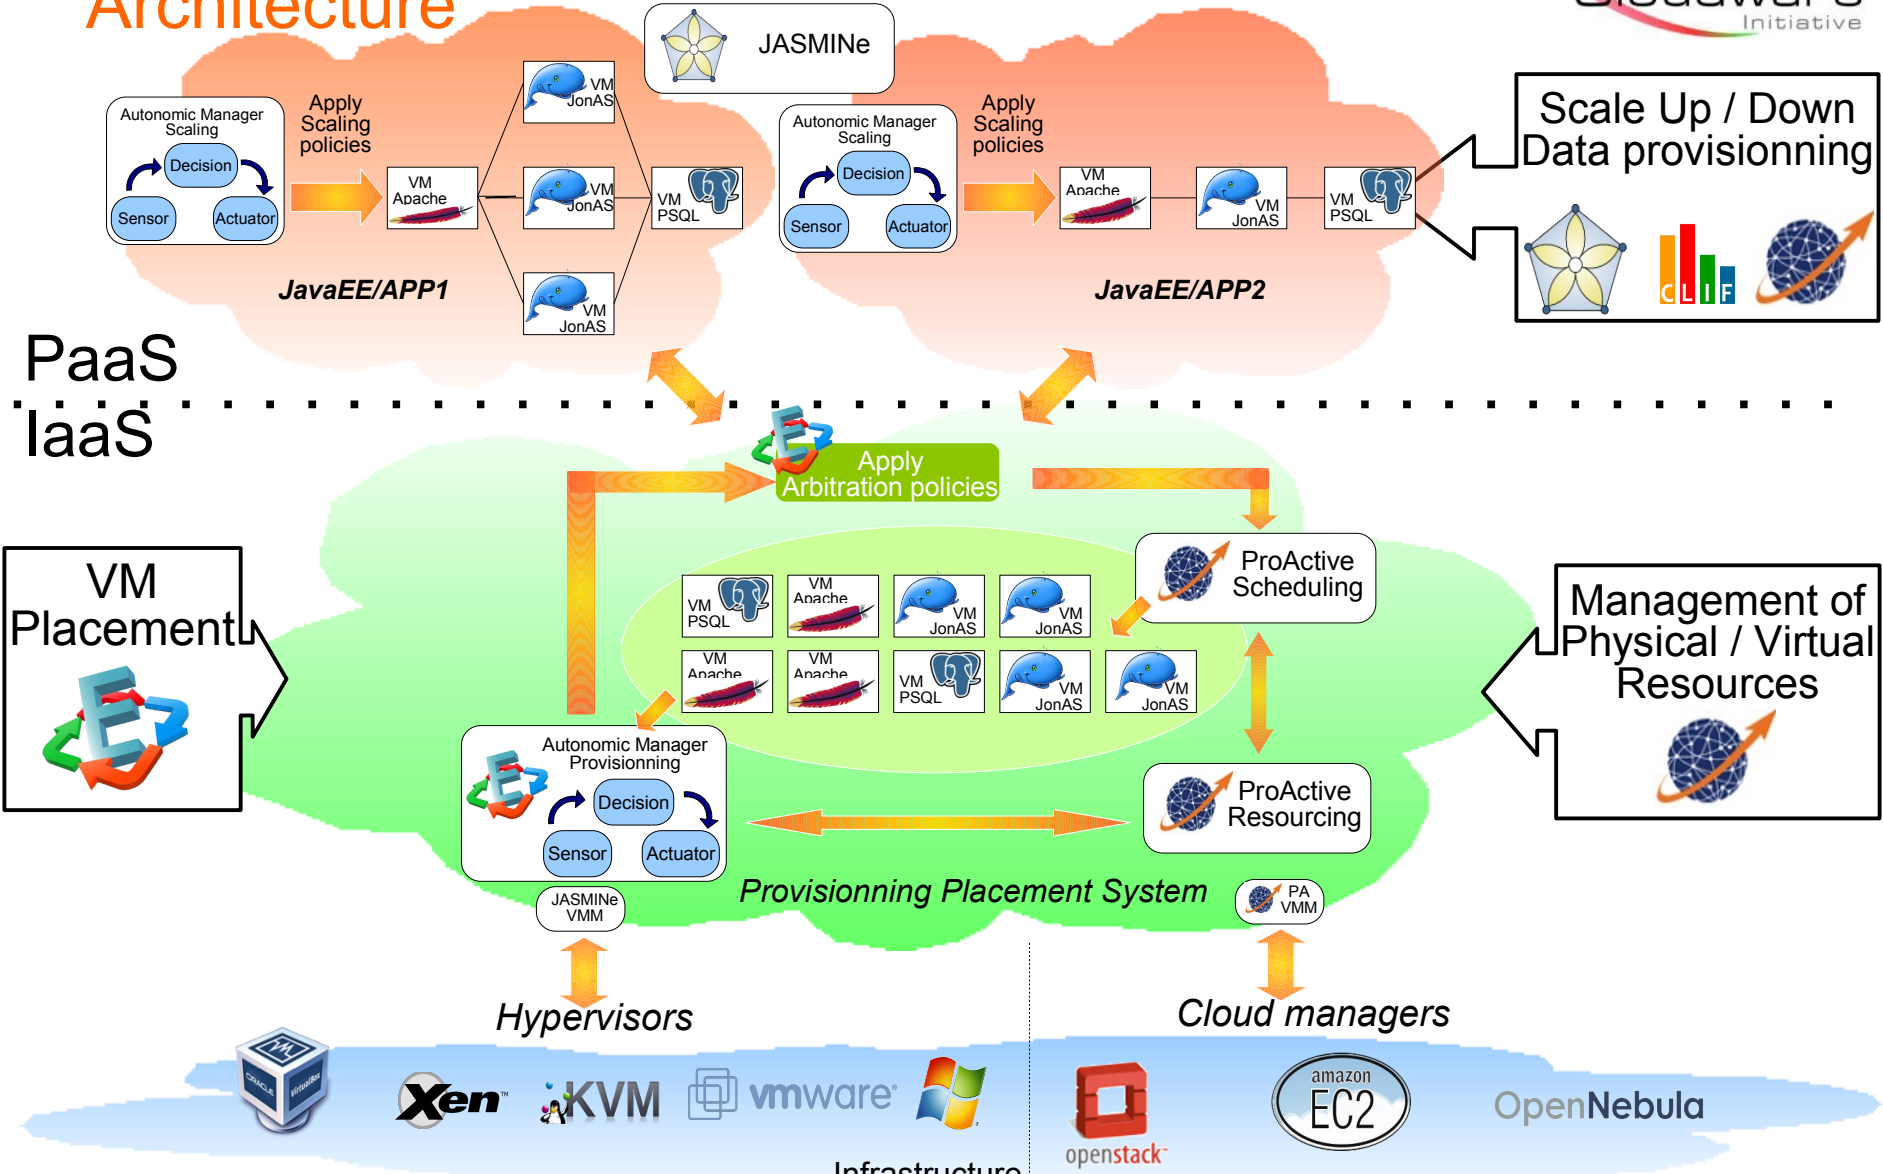 Architecture
Initiative
JASMINe
Autonomic Manager
Scaling
Decision
Sensor
Actuator
Apply
Scaling
policies
VM
Apache
VM
JonAS
VM
JonAS
VM
JonAS
VM
PSQL
JavaEE/APP1
Autonomic Manager
Scaling
Decision
Sensor
Actuator
Apply
Scaling
policies
VM
Apache
VM
JonAS
VM
PSQL
JavaEE/APP2
Scale Up / Down
Data provisionning
CLIF
PaaS
IaaS
E
Apply
Arbitration policies
VM
Placement
E
ProActive
Scheduling
VM
PSQL
VM
Apache
VM
JonAS
VM
JonAS
VM
Apache
VM
Apache
VM
PSQL
VM
JonAS
VM
JonAS
Management of
Physical / Virtual
Resources
E
Autonomic Manager
Provisionning
Decision
Sensor
Actuator
ProActive
Resourcing
Provisionning Placement System
JASMINe
VMM
PA
VMM
Hypervisors
Cloud managers
ORACLE
VirtualBox
Xen™
KVM
vmware®
openstack™
amazon
EC2
OpenNebula
Infrastructure